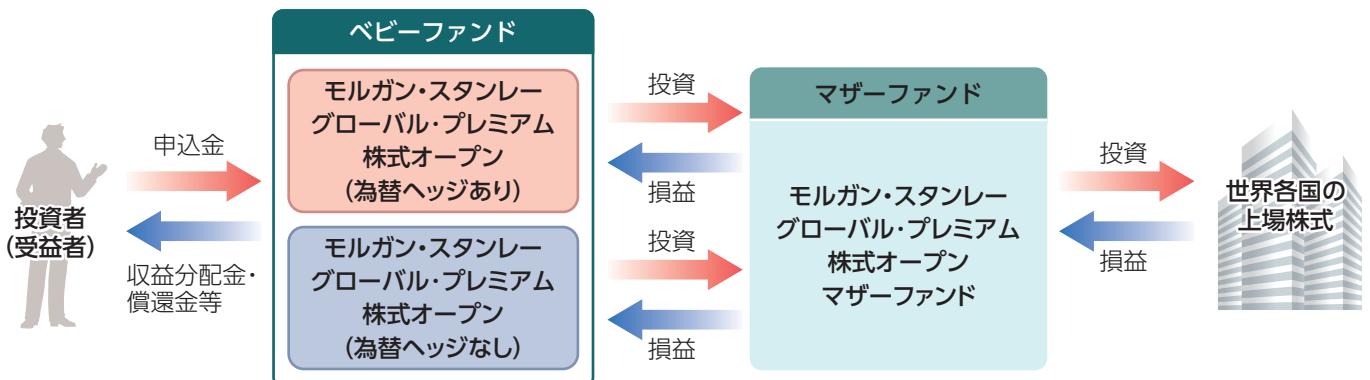 投資者
(受益者)
申込金
収益分配金・
償還金等
ベビーファンド
モルガン・スタンレー
グローバル・プレミアム
株式オープン
(為替ヘッジあり)
モルガン・スタンレー
グローバル・プレミアム
株式オープン
(為替ヘッジなし)
投資
損益
投資
損益
マザーファンド
モルガン・スタンレー
グローバル・プレミアム
株式オープン
マザーファンド
投資
損益
世界各国の
上場株式